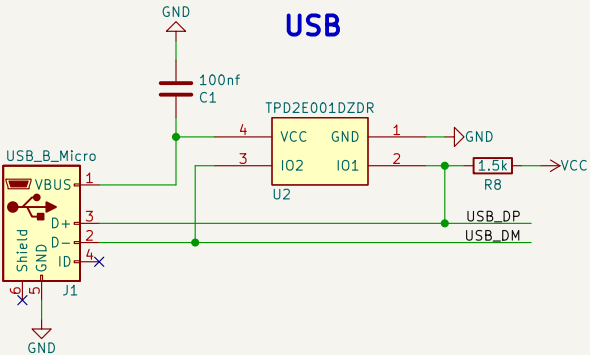 GND
USB
100nf
C1
TPD2E001DZDR
4 VCC GND 1 GND
3 IO2 IO1 2 1.5k VCC
U2 R8
USB_B_Micro
VBUS 1
D+ 3 USB_DP
D- 2 USB_DM
ID 4
Shield
GND
6 5 J1
GND